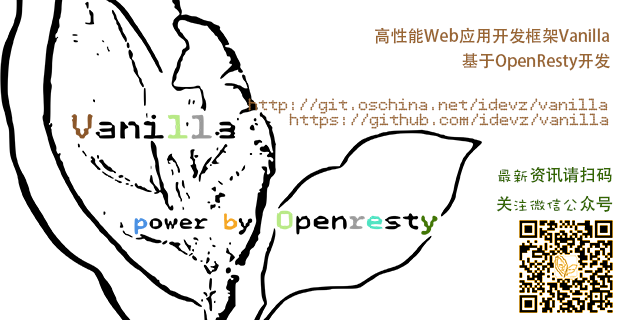 高性能Web应用开发框架Vanilla
基于OpenResty开发
http://git.oschina.net/idevz/vanilla
https://github.com/idevz/vanilla
Vanilla
power by Openresty
最新资讯请扫码
关注微信公众号